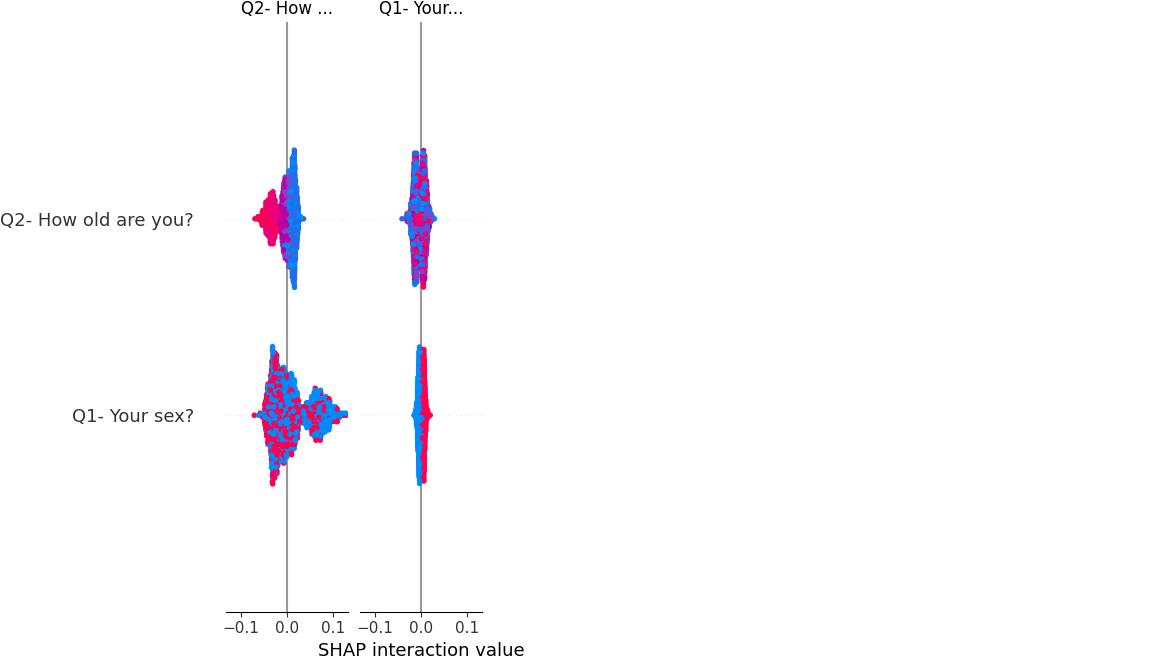 Q2- How ...
Q1- Your...
Q2- How old are you?
Q1- Your sex?
−0.1 0.0 0.1 −0.1 0.0 0.1
SHAP interaction value